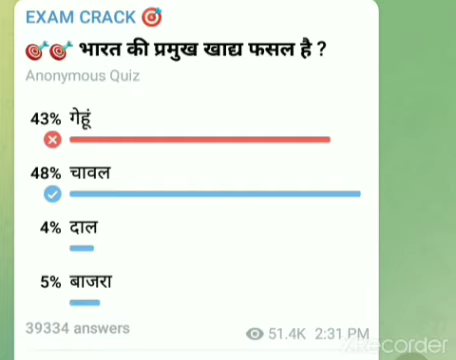 EXAM CRACK 🎯
🎯🎯 भारत की प्रमुख खाद्य फसल है ?
Anonymous Quiz
43% गेहूं
48% चावल
4% दाल
5% बाजरा
39334 answers 51.4K 2:31 PM
XRecorder